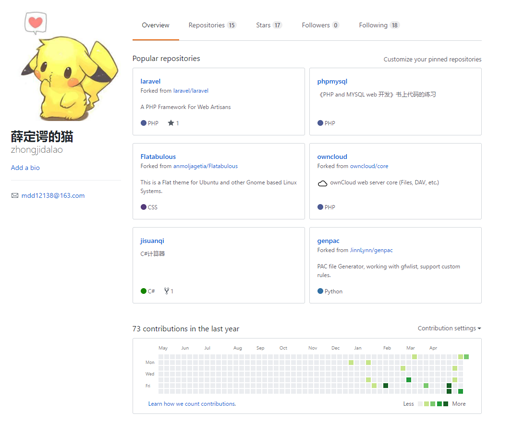 Overview Repositories 15 Stars 17 Followers 0 Following 18
Popular repositories
Customize your pinned repositories
laravel
Forked from laravel/laravel
A PHP Framework For Web Artisans
PHP 1
phpmysql
《PHP and MYSQL web 开发》书上代码的练习
PHP
薛定谔的猫
zhongjidalao
Add a bio
mdd12138@163.com
Flatabulous
Forked from anmoljagetia/Flatabulous
This is a Flat theme for Ubuntu and other Gnome based Linux
Systems.
CSS
owncloud
Forked from owncloud/core
ownCloud web server core (Files, DAV, etc.)
PHP
jisuanqi
C#计算器
C# 1
genpac
Forked from JinnLynn/genpac
PAC file Generator, working with gfwlist, support custom
rules.
Python
73 contributions in the last year
Contribution settings
May Jun Jul Aug Sep Oct Nov Dec Jan Feb Mar Apr
Mon
Wed
Fri
Learn how we count contributions.
Less More